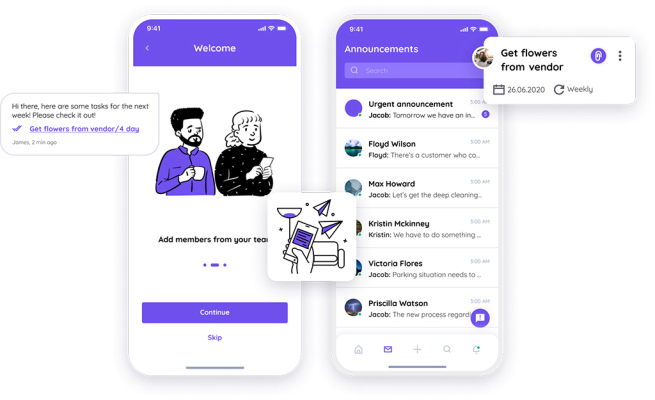 9:41
Welcome
Hi there, here are some tasks for the next
week! Please check it out!
Get flowers from vendor/4 day
James, 2 min ago
Add members from your team
Continue
Skip
9:41
Announcements
Search
Urgent announcement
5:00 AM
Jacob: Tomorrow we have an in...
Floyd Wilson
5:00 AM
Floyd: There's a customer who co...
Max Howard
5:00 AM
Jacob: Let's get the deep cleaning...
Kristin Mckinney
5:00 AM
Kristin: We have to do something ...
Victoria Flores
5:00 AM
Jacob: Parking situation needs to ...
Priscilla Watson
5:00 AM
Jacob: The new process regardi
Get flowers
from vendor
26.06.2020
Weekly